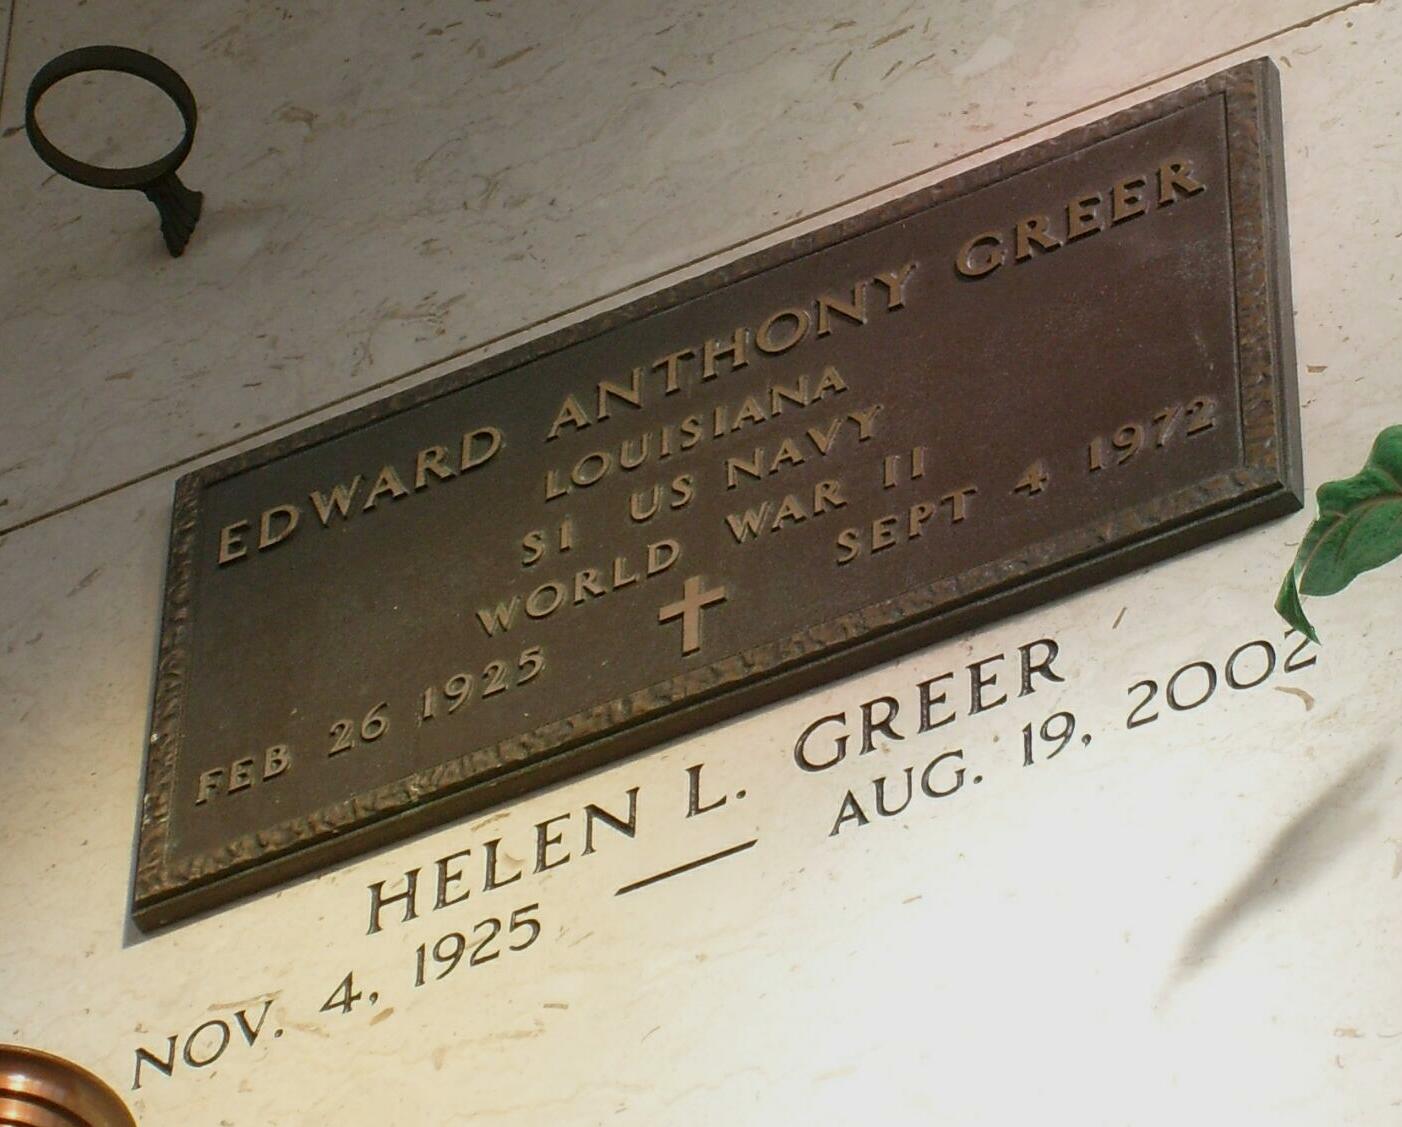 EDWARD ANTHONY GREER
LOUISIANA
S1 US NAVY
WORLD WAR II
FEB 26 1925 SEPT 4 1972
HELEN L. GREER
NOV. 4, 1925 — AUG. 19, 2002